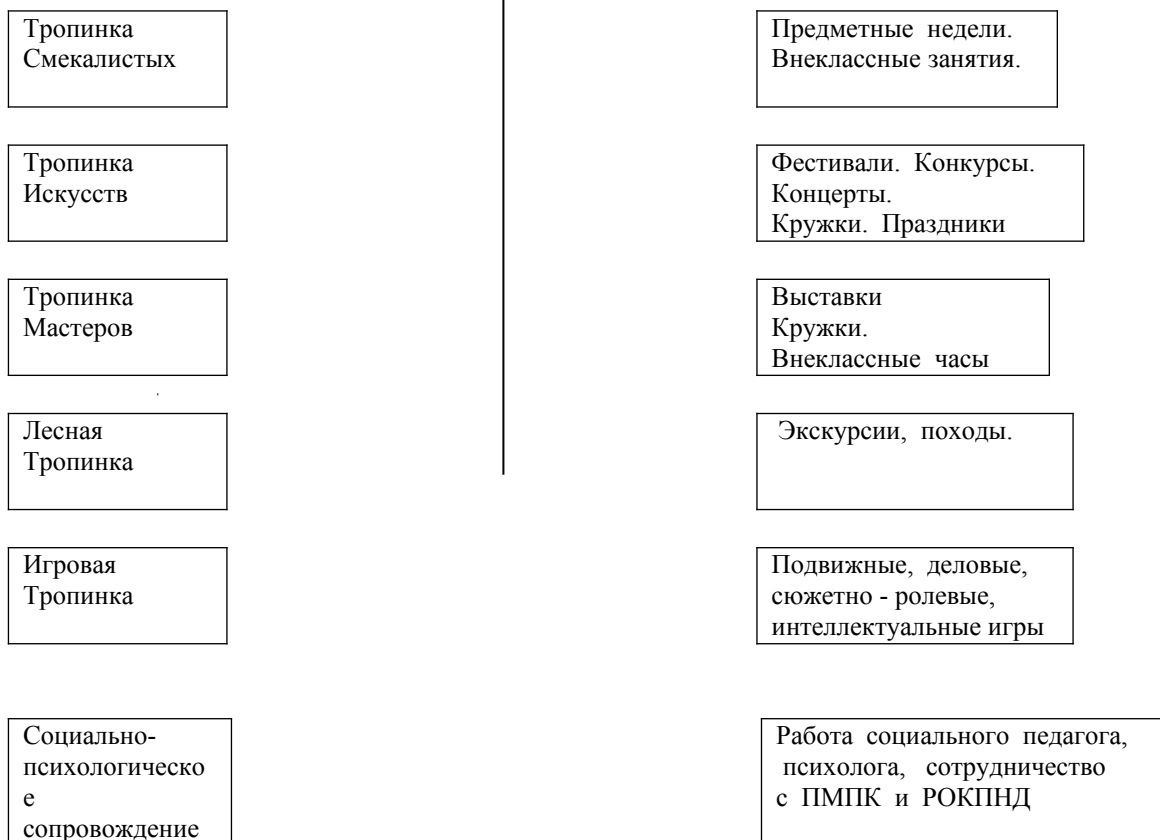 Тропинка
Смекалистых
Предметные недели.
Внеклассные занятия.
Тропинка
Искусств
Фестивали. Конкурсы.
Концерты.
Кружки. Праздники
Тропинка
Мастеров
Выставки
Кружки.
Внеклассные часы
Лесная
Тропинка
Экскурсии, походы.
Игровая
Тропинка
Подвижные, деловые,
сюжетно - ролевые,
интеллектуальные игры
Социально-
психологическо
е
сопровождение
Работа социального педагога,
психолога, сотрудничество
с ПМПК и РОКПНД